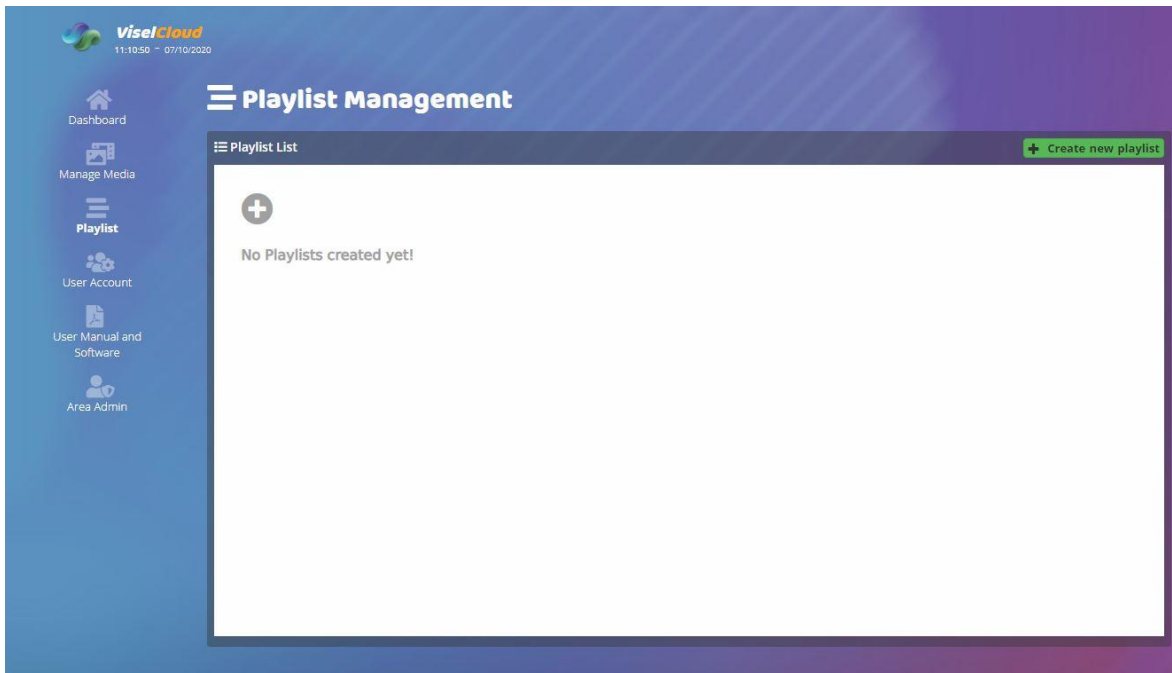 ViselCloud
11:10:50 - 07/10/2020
Dashboard
Manage Media
Playlist
User Account
User Manual and
Software
Area Admin
Playlist Management
Playlist List
Create new playlist
No Playlists created yet!